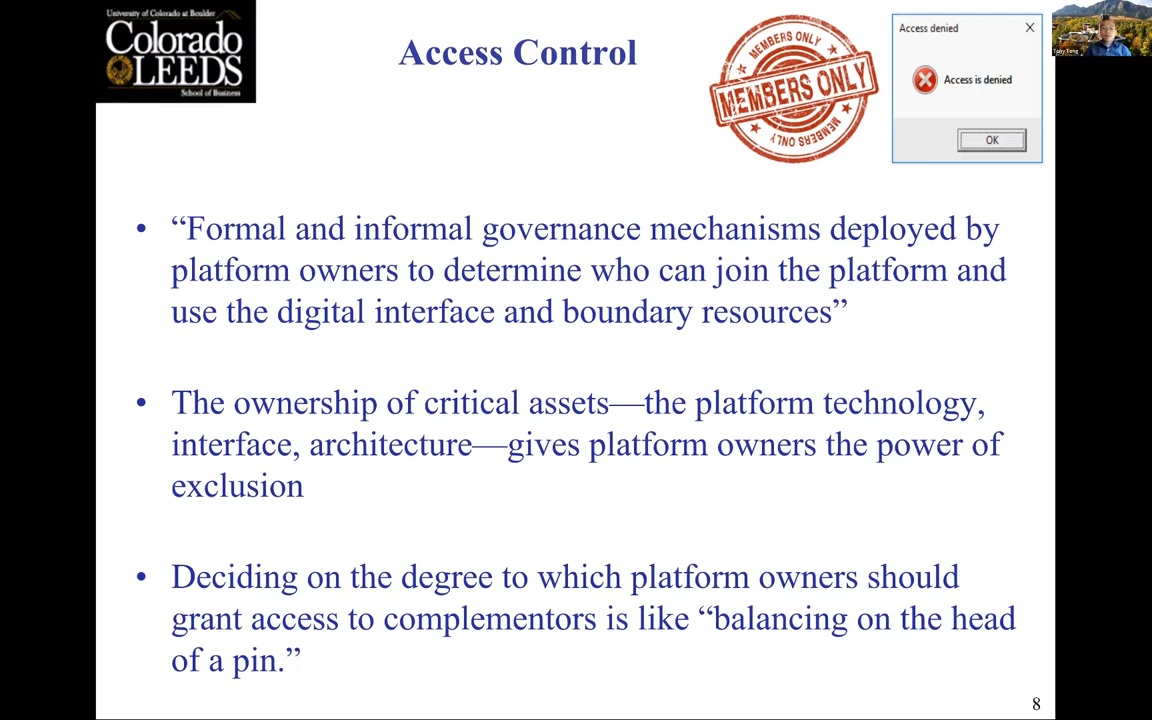 University of Colorado at Boulder
Colorado
LEEDS
School of Business
Access Control
MEMBERS ONLY
MEMBERS ONLY
MEMBERS ONLY
Access denied
Access is denied
OK
Tony Tong
• “Formal and informal governance mechanisms deployed by
platform owners to determine who can join the platform and
use the digital interface and boundary resources”
• The ownership of critical assets—the platform technology,
interface, architecture—gives platform owners the power of
exclusion
• Deciding on the degree to which platform owners should
grant access to complementors is like “balancing on the head
of a pin.”
8